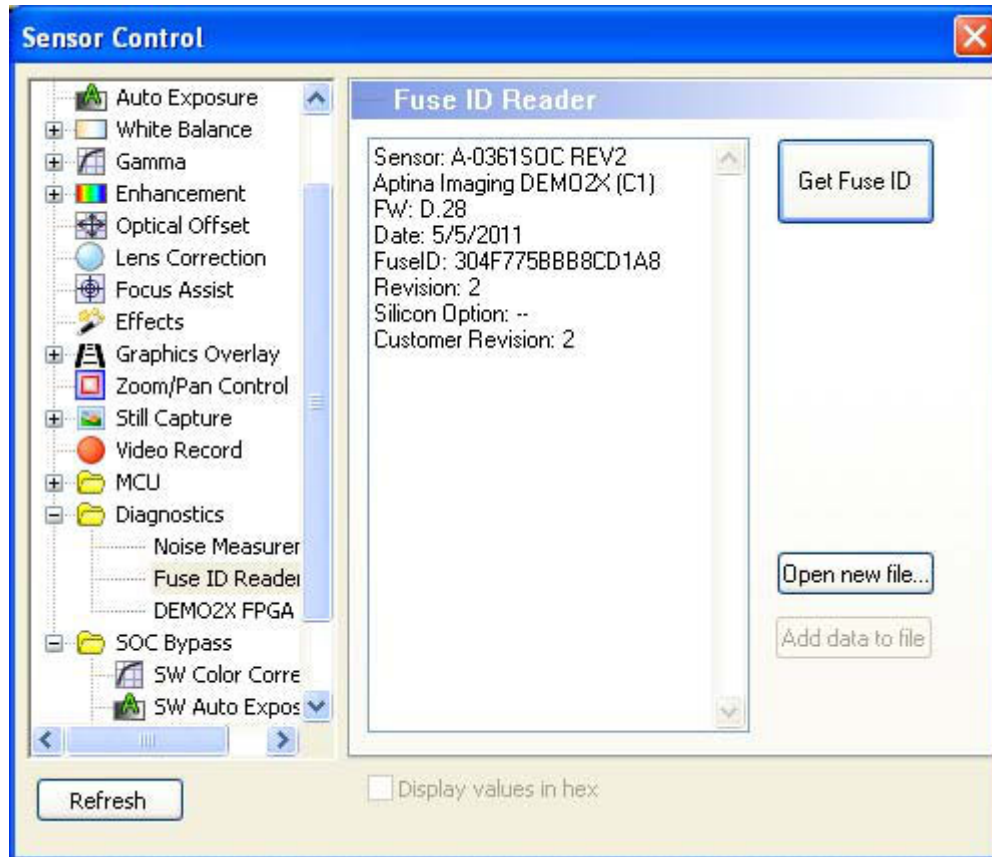 Sensor Control
Auto Exposure
White Balance
Gamma
Enhancement
Optical Offset
Lens Correction
Focus Assist
Effects
Graphics Overlay
Zoom/Pan Control
Still Capture
Video Record
MCU
Diagnostics
Noise Measurer
Fuse ID Reader
DEMO2X FPGA
SOC Bypass
SW Color Corre
SW Auto Expos
Refresh
Fuse ID Reader
Sensor: A-0361SOC REV2
Aptina Imaging DEMO2X (C1)
FW: D.28
Date: 5/5/2011
FuseID: 304F775BBB8CD1A8
Revision: 2
Silicon Option: --
Customer Revision: 2
Get Fuse ID
Open new file...
Add data to file
Display values in hex